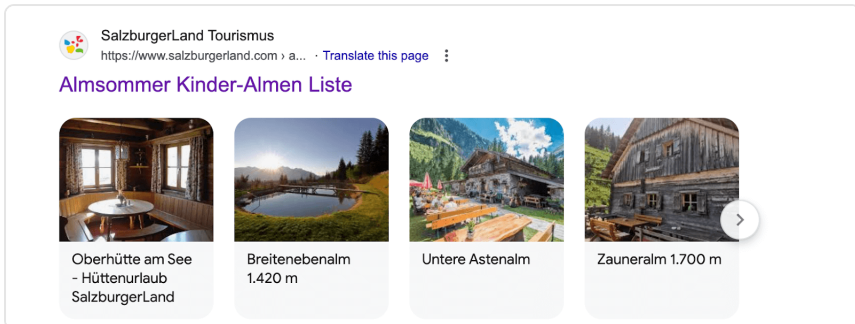 SalzburgerLand Tourismus
https://www.salzburgerland.com › a... · Translate this page
Almsommer Kinder-Almen Liste
Oberhütte am See
- Hüttenurlaub
SalzburgerLand
Breitenebenalm
1.420 m
Untere Astenalm
Zauneralm 1.700 m